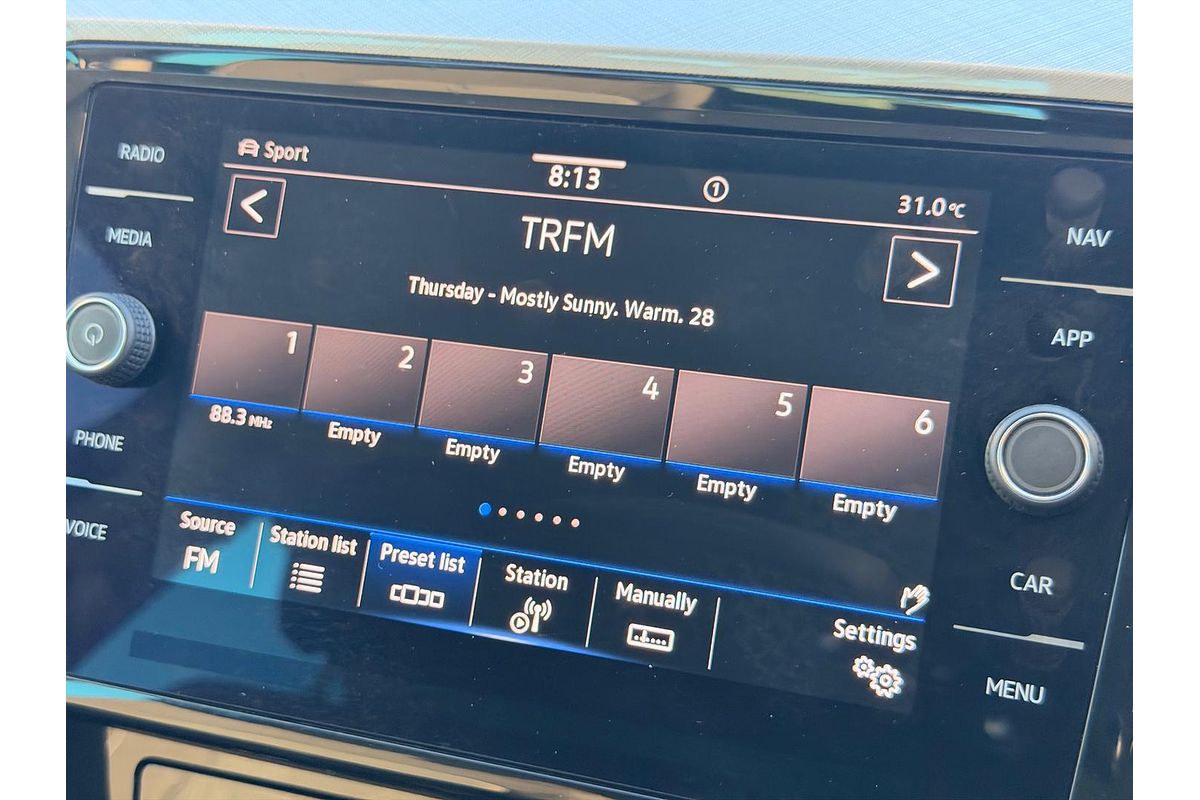 RADIO
MEDIA
PHONE
VOICE
Sport
8:13
1
31.0°C
TRFM
Thursday - Mostly Sunny. Warm. 28
1 2 3 4 5 6
88.3 MHz Empty Empty Empty Empty Empty
Source Station list Preset list Station Manually Settings
FM
NAV
APP
CAR
MENU